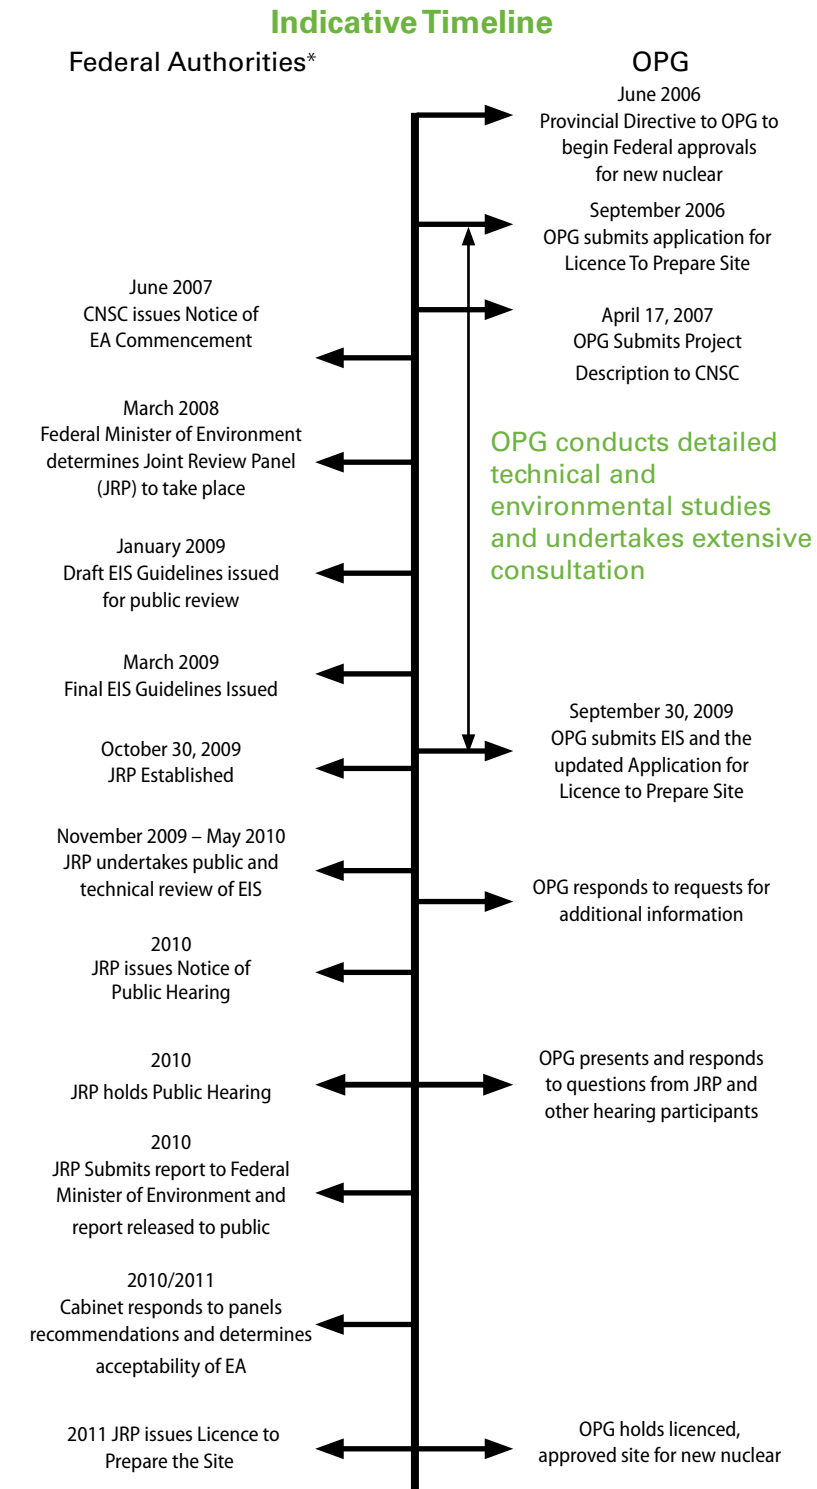 Indicative Timeline
Federal Authorities*
OPG
June 2006
Provincial Directive to OPG to
begin Federal approvals
for new nuclear
September 2006
OPG submits application for
Licence To Prepare Site
June 2007
CNSC issues Notice of
EA Commencement
April 17, 2007
OPG Submits Project
Description to CNSC
March 2008
Federal Minister of Environment
determines Joint Review Panel
(JRP) to take place
OPG conducts detailed
technical and
environmental studies
and undertakes extensive
consultation
January 2009
Draft EIS Guidelines issued
for public review
March 2009
Final EIS Guidelines Issued
September 30, 2009
OPG submits EIS and the
updated Application for
Licence to Prepare Site
October 30, 2009
JRP Established
November 2009 – May 2010
JRP undertakes public and
technical review of EIS
OPG responds to requests for
additional information
2010
JRP issues Notice of
Public Hearing
2010
JRP holds Public Hearing
OPG presents and responds
to questions from JRP and
other hearing participants
2010
JRP Submits report to Federal
Minister of Environment and
report released to public
2010/2011
Cabinet responds to panels
recommendations and determines
acceptability of EA
2011 JRP issues Licence to
Prepare the Site
OPG holds licenced,
approved site for new nuclear